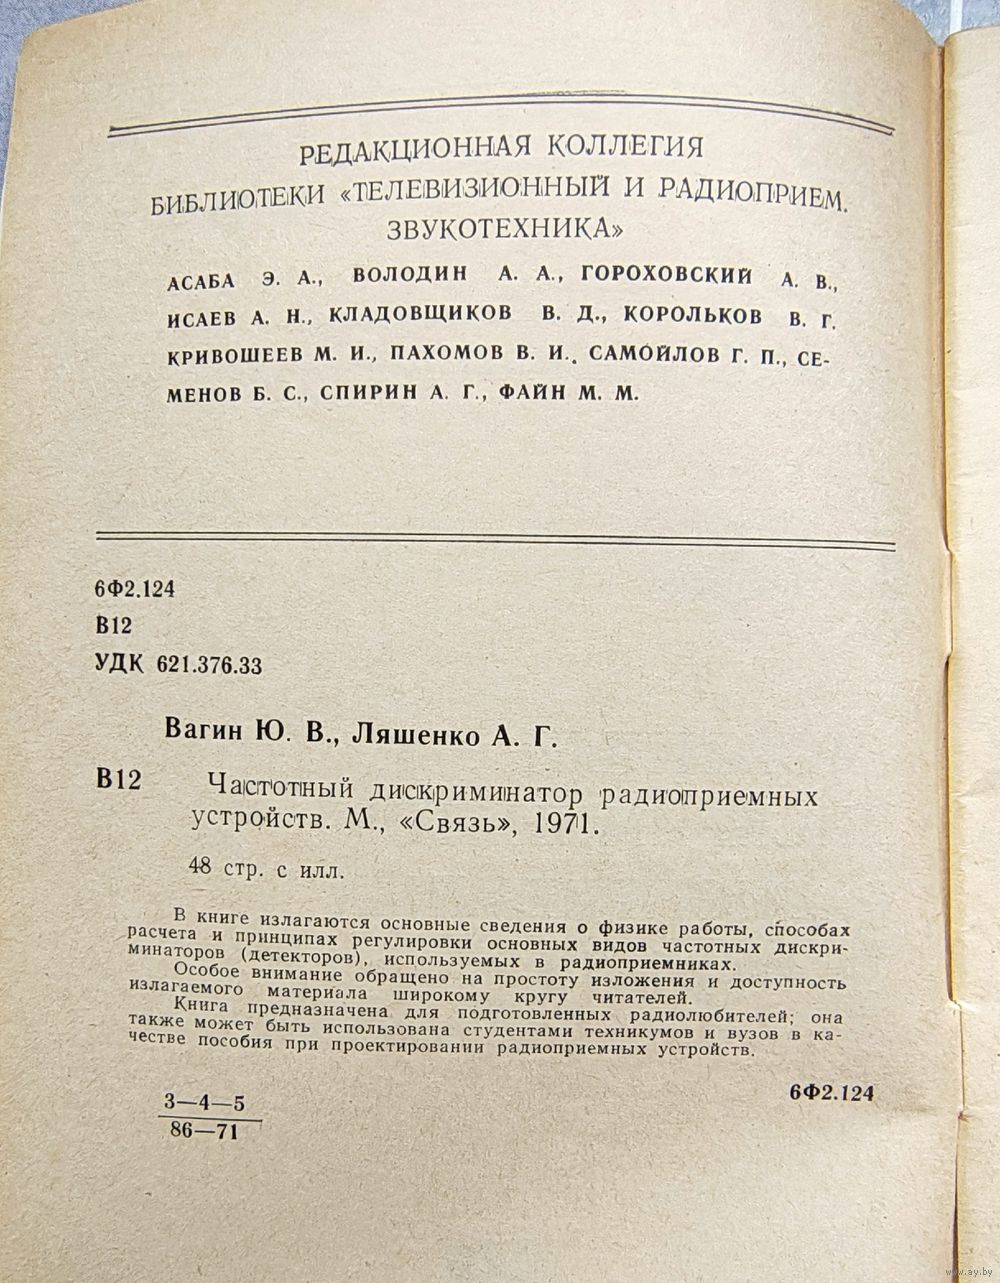 РЕДАКЦИОННАЯ КОЛЛЕГИЯ
БИБЛИОТЕКИ «ТЕЛЕВИЗИОННЫЙ И РАДИОПРИЕМ.
ЗВУКОТЕХНИКА»
АСАБА Э. А., ВОЛОДИН А. А., ГОРОХОВСКИЙ А. В.,
ИСАЕВ А. Н., КЛАДОВЩИКОВ В. Д., КОРОЛЬКОВ В. Г.
КРИВОШЕЕВ М. И., ПАХОМОВ В. И., САМОЙЛОВ Г. П., СЕ-
МЕНОВ Б. С., СПИРИН А. Г., ФАЙН М. М.
6Ф2.124
В12
УДК 621.376.33
Вагин Ю. В., Ляшенко А. Г.
В12 Частотный дискриминатор радиоприемных
устройств. М., «Связь», 1971.
48 стр. с илл.
В книге излагаются основные сведения о физике работы, способах
расчета и принципах регулировки основных видов частотных дискри-
минаторов (детекторов), используемых в радиоприемниках.
Особое внимание обращено на простоту изложения и доступность
излагаемого материала широкому кругу читателей.
Книга предназначена для подготовленных радиолюбителей; она
также может быть использована студентами техникумов и вузов в ка-
честве пособия при проектировании радиоприемных устройств.
3—4—5
86—71
6Ф2.124
www.ay.by